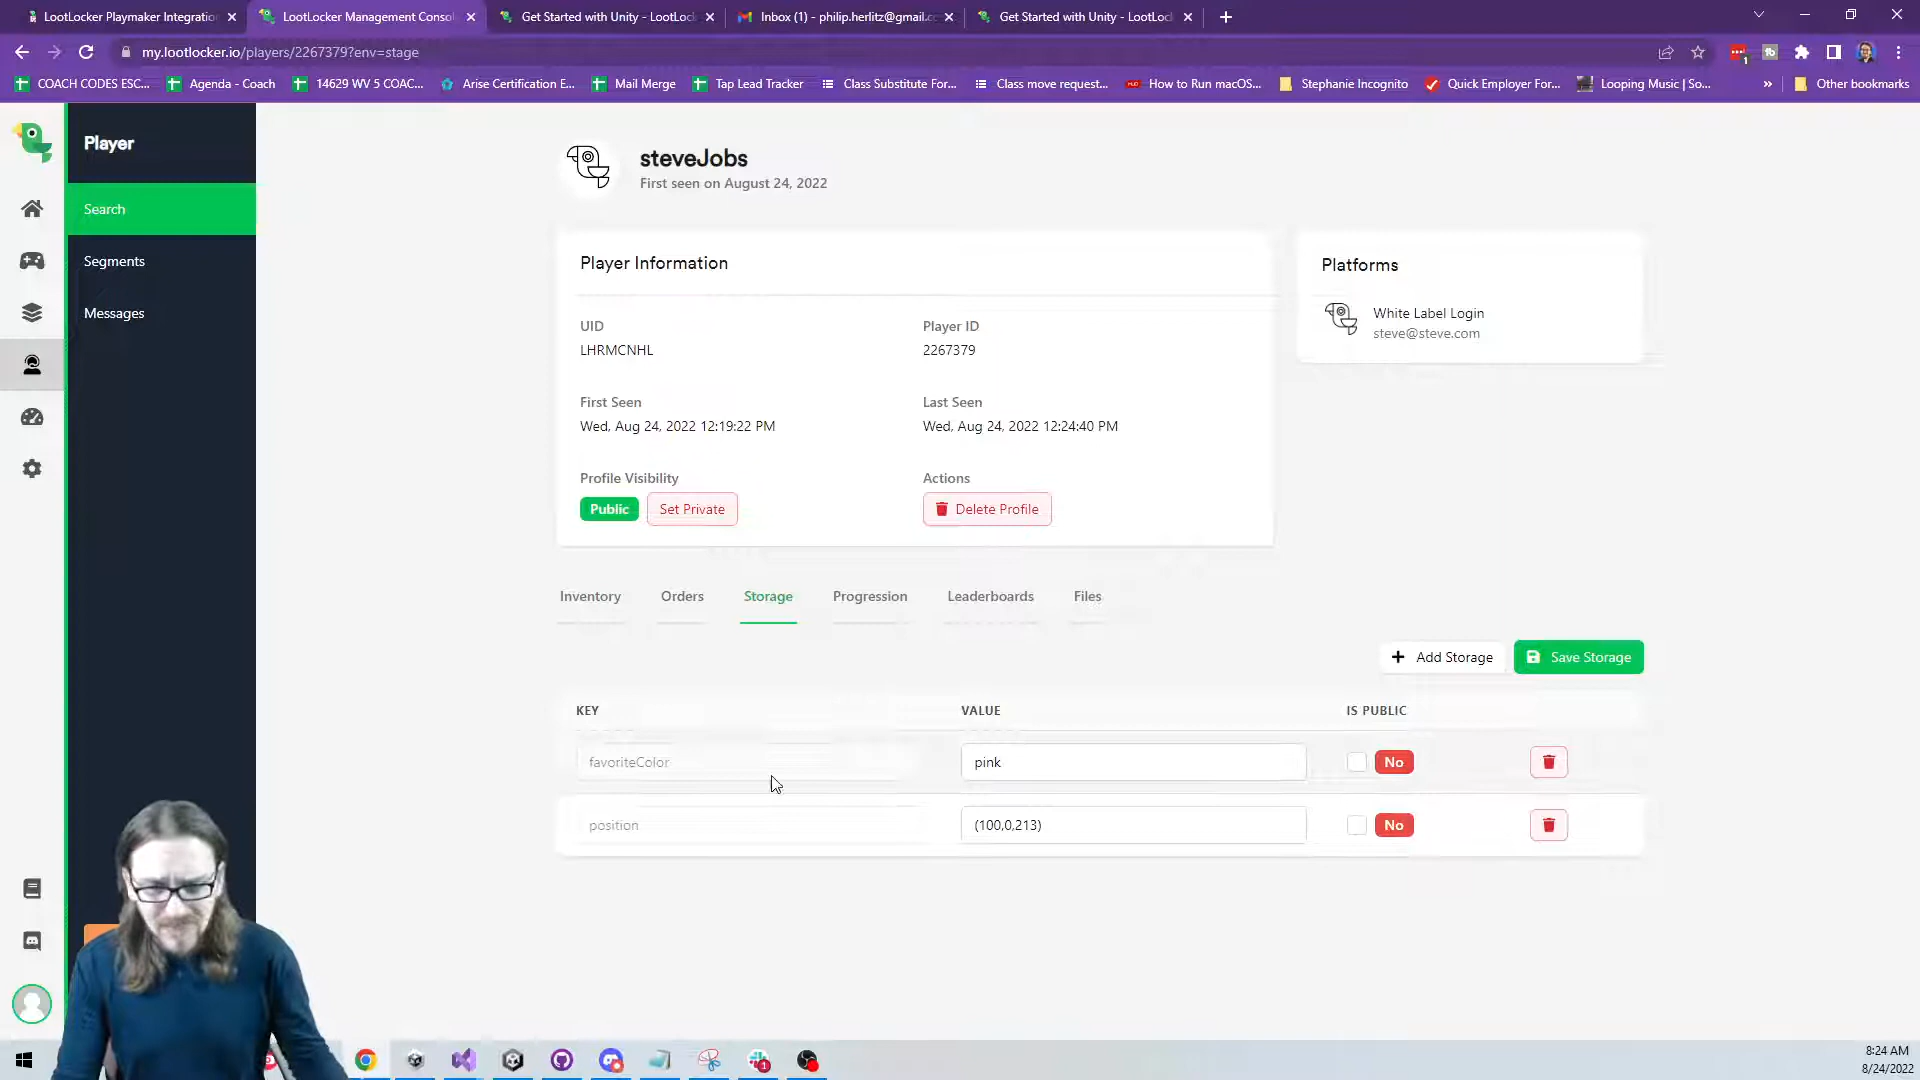 LootLocker Playmaker Integration
LootLocker Management Conso
Get Started with Unity - LootLoc
Inbox (1) - philip.herlitz@gmail.c
Get Started with Unity - LootLoc
my.lootlocker.io/players/2267379?env=stage
COACH CODES ESC...
Agenda - Coach
14629 WV 5 COAC...
Arise Certification E...
Mail Merge
Tap Lead Tracker
Class Substitute For...
Class move request...
How to Run macOS...
Stephanie Incognito
Quick Employer For...
Looping Music | So...
»
Other bookmarks
Player
Search
Segments
Messages
steveJobs
First seen on August 24, 2022
Player Information
UID
LHRMCNHL
Player ID
2267379
First Seen
Wed, Aug 24, 2022 12:19:22 PM
Last Seen
Wed, Aug 24, 2022 12:24:40 PM
Profile Visibility
Public
Set Private
Actions
Delete Profile
Platforms
White Label Login
steve@steve.com
Inventory
Orders
Storage
Progression
Leaderboards
Files
+ Add Storage
Save Storage
KEY
VALUE
IS PUBLIC
favoriteColor
pink
No
position
(100,0,213)
No
8:24 AM
8/24/2022